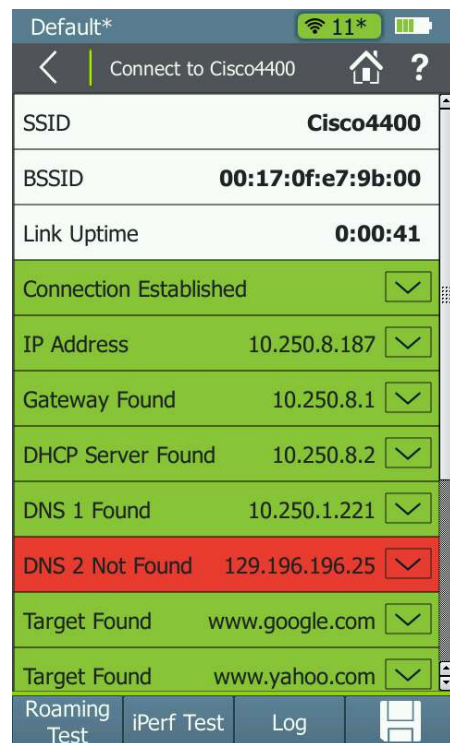 Default* 11*
Connect to Cisco4400 ?
SSID Cisco4400
BSSID 00:17:0f:e7:9b:00
Link Uptime 0:00:41
Connection Established
IP Address 10.250.8.187
Gateway Found 10.250.8.1
DHCP Server Found 10.250.8.2
DNS 1 Found 10.250.1.221
DNS 2 Not Found 129.196.196.25
Target Found www.google.com
Target Found www.yahoo.com
Roaming Test iPerf Test Log